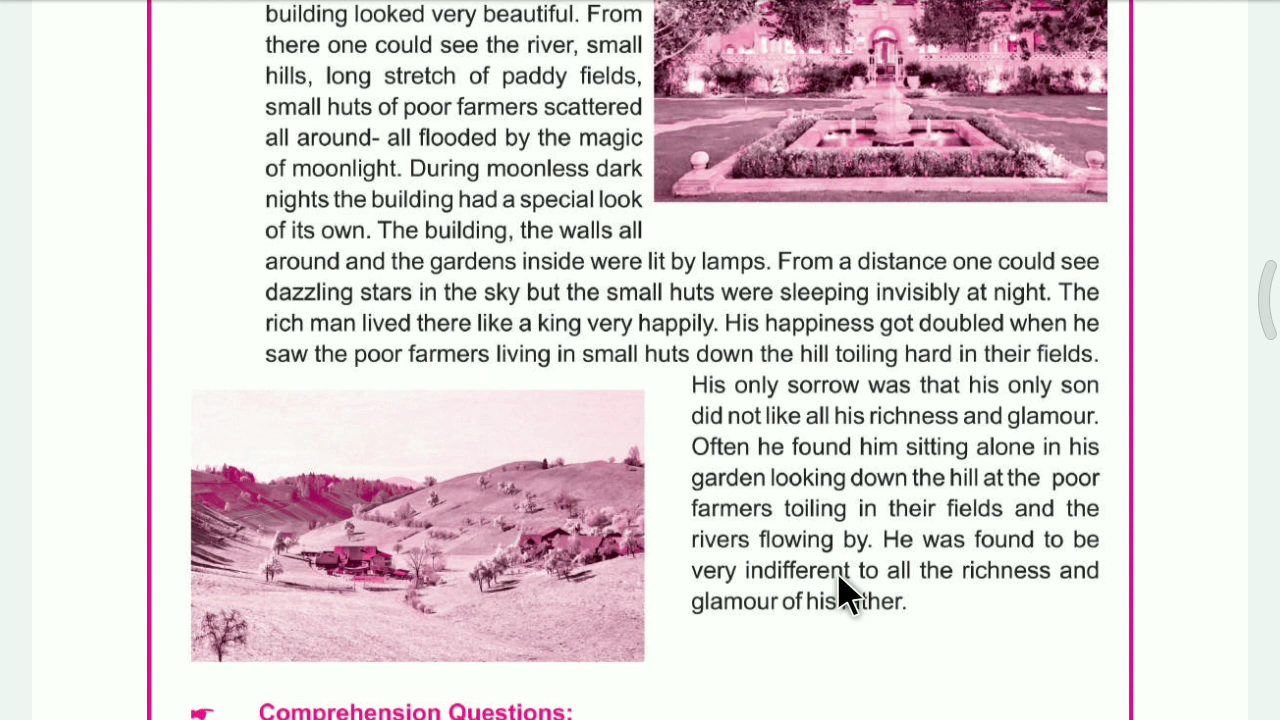 building looked very beautiful. From
there one could see the river, small
hills, long stretch of paddy fields,
small huts of poor farmers scattered
all around- all flooded by the magic
of moonlight. During moonless dark
nights the building had a special look
of its own. The building, the walls all
around and the gardens inside were lit by lamps. From a distance one could see
dazzling stars in the sky but the small huts were sleeping invisibly at night. The
rich man lived there like a king very happily. His happiness got doubled when he
saw the poor farmers living in small huts down the hill toiling hard in their fields.
His only sorrow was that his only son
did not like all his richness and glamour.
Often he found him sitting alone in his
garden looking down the hill at the poor
farmers toiling in their fields and the
rivers flowing by. He was found to be
very indifferent to all the richness and
glamour of his
Comprehension Questions: